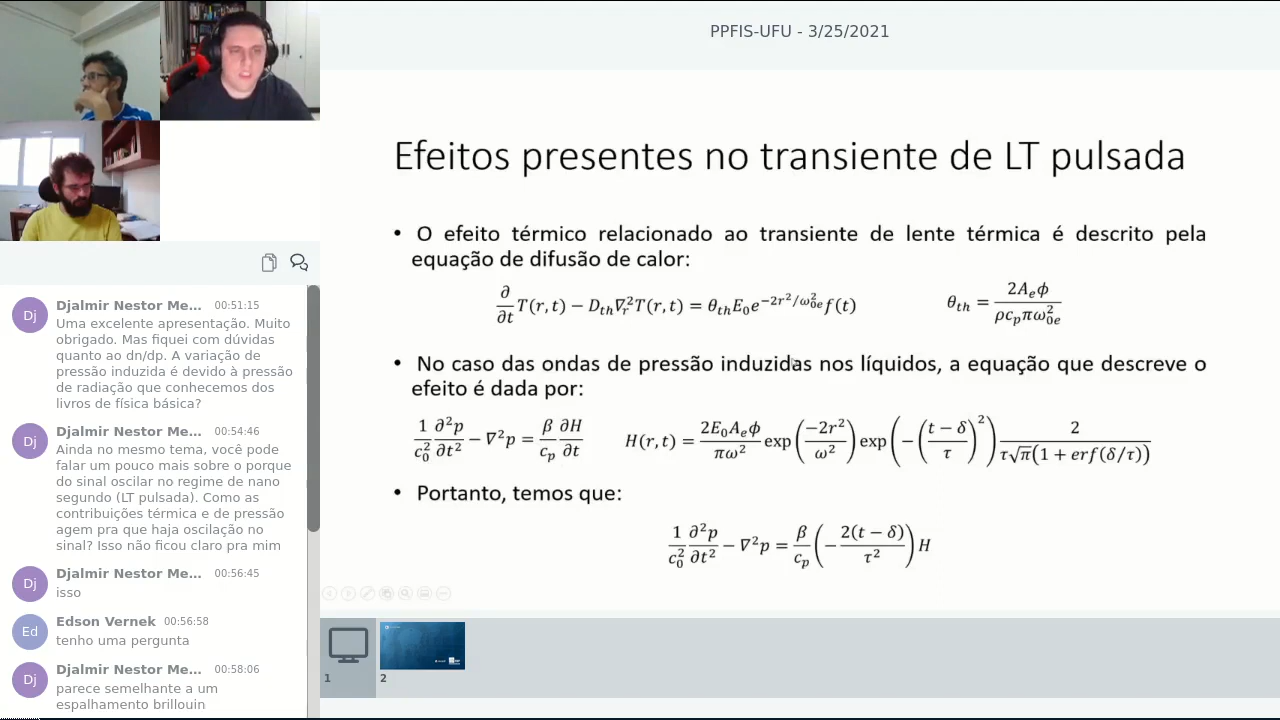 PPFIS-UFU - 3/25/2021
Efeitos presentes no transiente de LT pulsada
• O efeito térmico relacionado ao transiente de lente térmica é descrito pela
equação de difusão de calor:
∂/∂t T(r,t) − D_th ∇_r² T(r,t) = θ_th E₀ e^(−2r²/ω²₀ₑ) f(t)    θ_th = 2Aₑϕ / ρc_pπω²₀ₑ
• No caso das ondas de pressão induzidas nos líquidos, a equação que descreve o
efeito é dada por:
1/c₀² ∂²p/∂t² − ∇²p = β/c_p ∂H/∂t    H(r,t) = 2E₀Aₑϕ/πω² exp(−2r²/ω²) exp(−((t−δ)/τ)²) 2/τ√π(1+erf(δ/τ))
• Portanto, temos que:
1/c₀² ∂²p/∂t² − ∇²p = β/c_p (−2(t−δ)/τ²) H
Dj
Djalmir Nestor Me... 00:51:15
Uma excelente apresentação. Muito
obrigado. Mas fiquei com dúvidas
quanto ao dn/dp. A variação de
pressão induzida é devido à pressão
de radiação que conhecemos dos
livros de física básica?
Dj
Djalmir Nestor Me... 00:54:46
Ainda no mesmo tema, você pode
falar um pouco mais sobre o porque
do sinal oscilar no regime de nano
segundo (LT pulsada). Como as
contribuições térmica e de pressão
agem pra que haja oscilação no
sinal? Isso não ficou claro pra mim
Dj
Djalmir Nestor Me... 00:56:45
isso
Ed
Edson Vernek 00:56:58
tenho uma pergunta
Dj
Djalmir Nestor Me... 00:58:06
parece semelhante a um
espalhamento brillouin
1
2